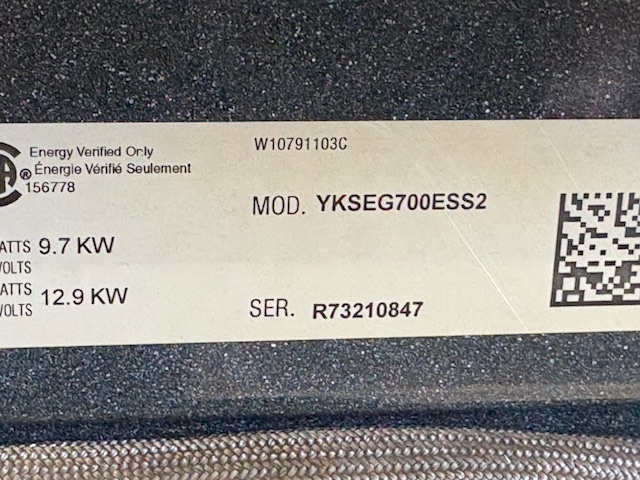 Energy Verified Only
® Énergie Vérifié Seulement
156778
W10791103C
MOD. YKSEG700ESS2
ATTS 9.7 KW
VOLTS
ATTS 12.9 KW
VOLTS
SER. R73210847